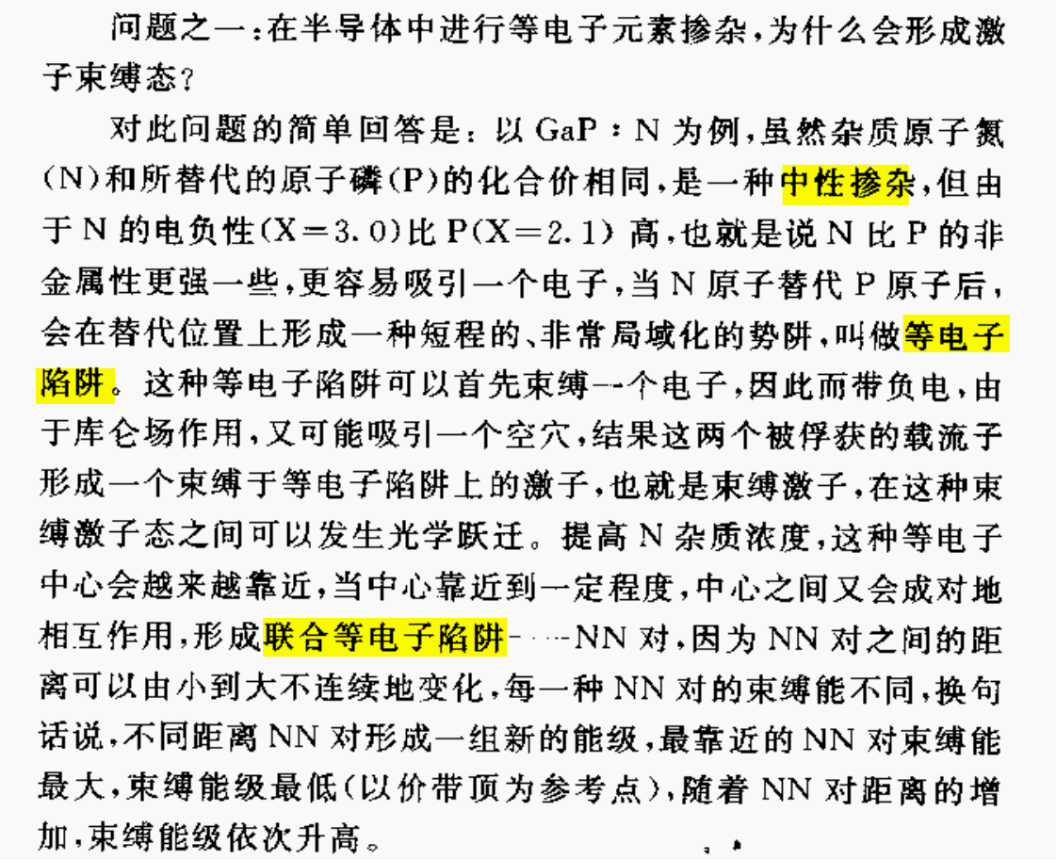 问题之一:在半导体中进行等电子元素掺杂,为什么会形成激
子束缚态?
对此问题的简单回答是:以 GaP:N 为例,虽然杂质原子氮
(N)和所替代的原子磷(P)的化合价相同,是一种中性掺杂,但由
于 N 的电负性(X=3.0)比 P(X=2.1)高,也就是说 N 比 P 的非
金属性更强一些,更容易吸引一个电子,当 N 原子替代 P 原子后,
会在替代位置上形成一种短程的、非常局域化的势阱,叫做等电子
陷阱。这种等电子陷阱可以首先束缚一个电子,因此而带负电,由
于库仑场作用,又可能吸引一个空穴,结果这两个被俘获的载流子
形成一个束缚于等电子陷阱上的激子,也就是束缚激子,在这种束
缚激子态之间可以发生光学跃迁。提高 N 杂质浓度,这种等电子
中心会越来越靠近,当中心靠近到一定程度,中心之间又会成对地
相互作用,形成联合等电子陷阱——NN 对,因为 NN 对之间的距
离可以由小到大不连续地变化,每一种 NN 对的束缚能不同,换句
话说,不同距离 NN 对形成一组新的能级,最靠近的 NN 对束缚能
最大,束缚能级最低(以价带顶为参考点),随着 NN 对距离的增
加,束缚能级依次升高。